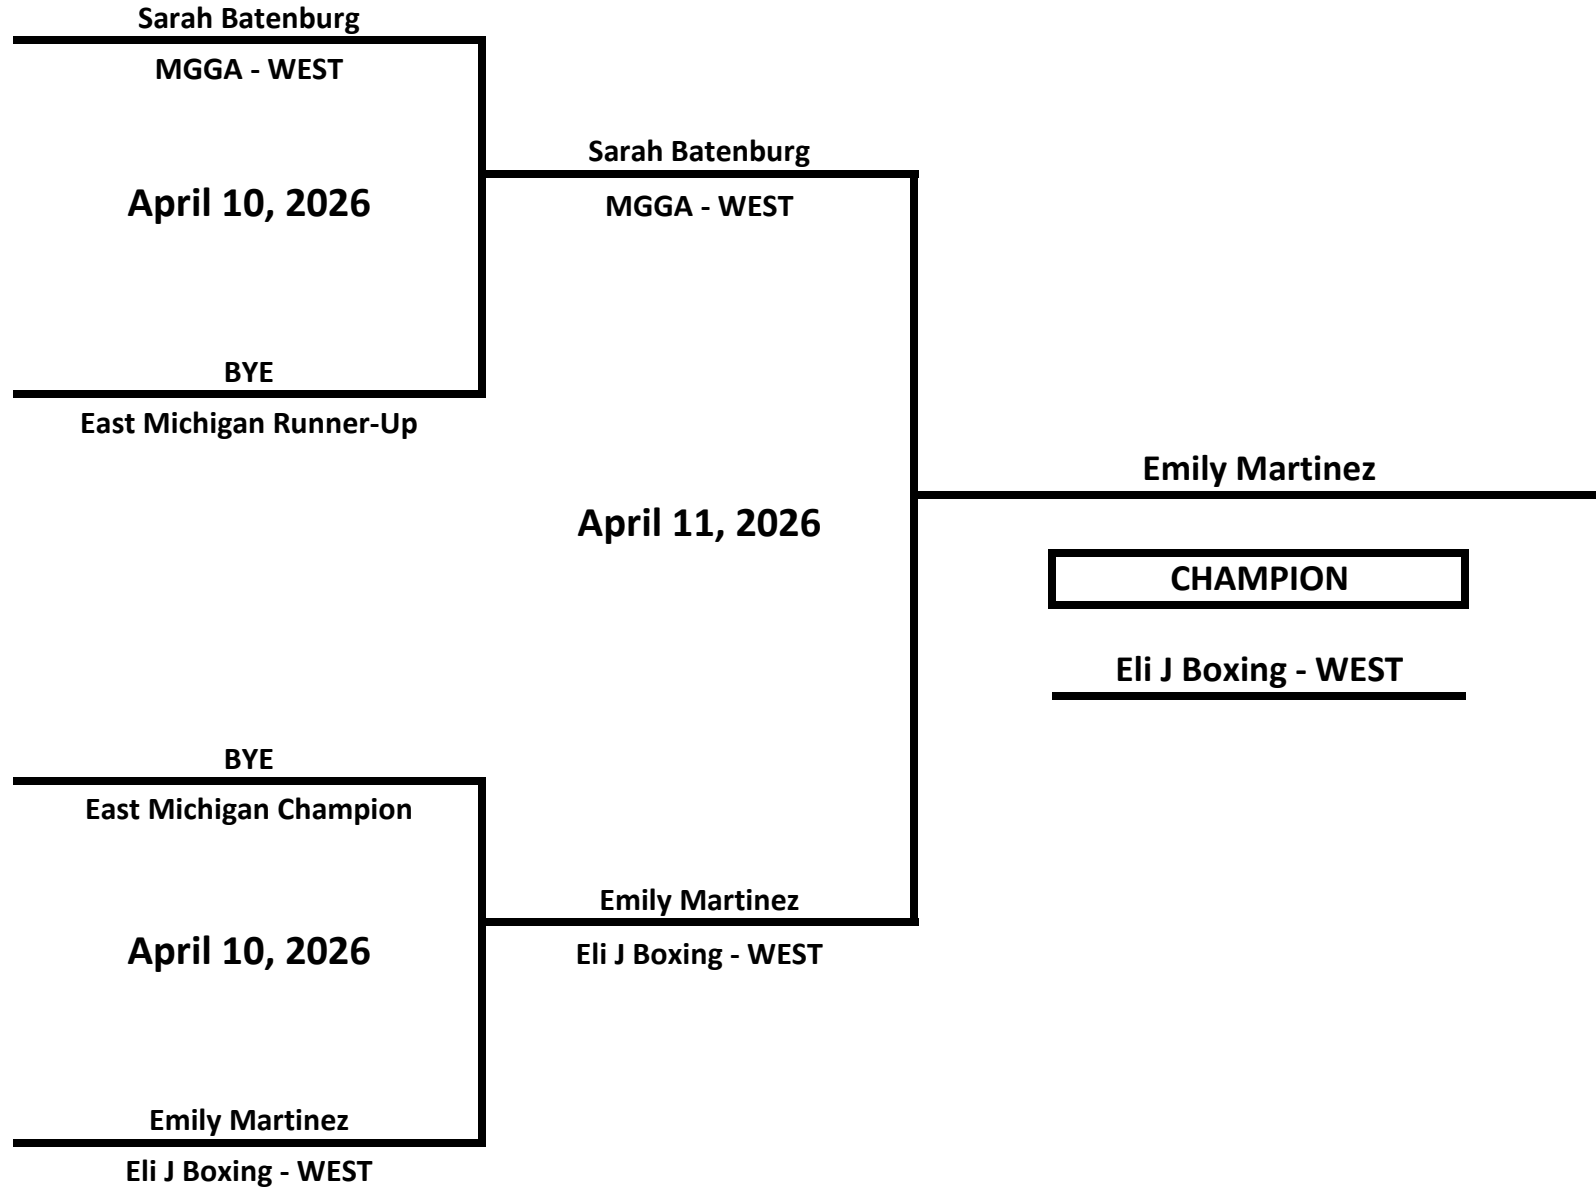 Sarah Batenburg
MGGA - WEST
April 10, 2026
BYE
East Michigan Runner-Up
Sarah Batenburg
MGGA - WEST
April 11, 2026
Emily Martinez
CHAMPION
Eli J Boxing - WEST
BYE
East Michigan Champion
April 10, 2026
Emily Martinez
Eli J Boxing - WEST
Emily Martinez
Eli J Boxing - WEST